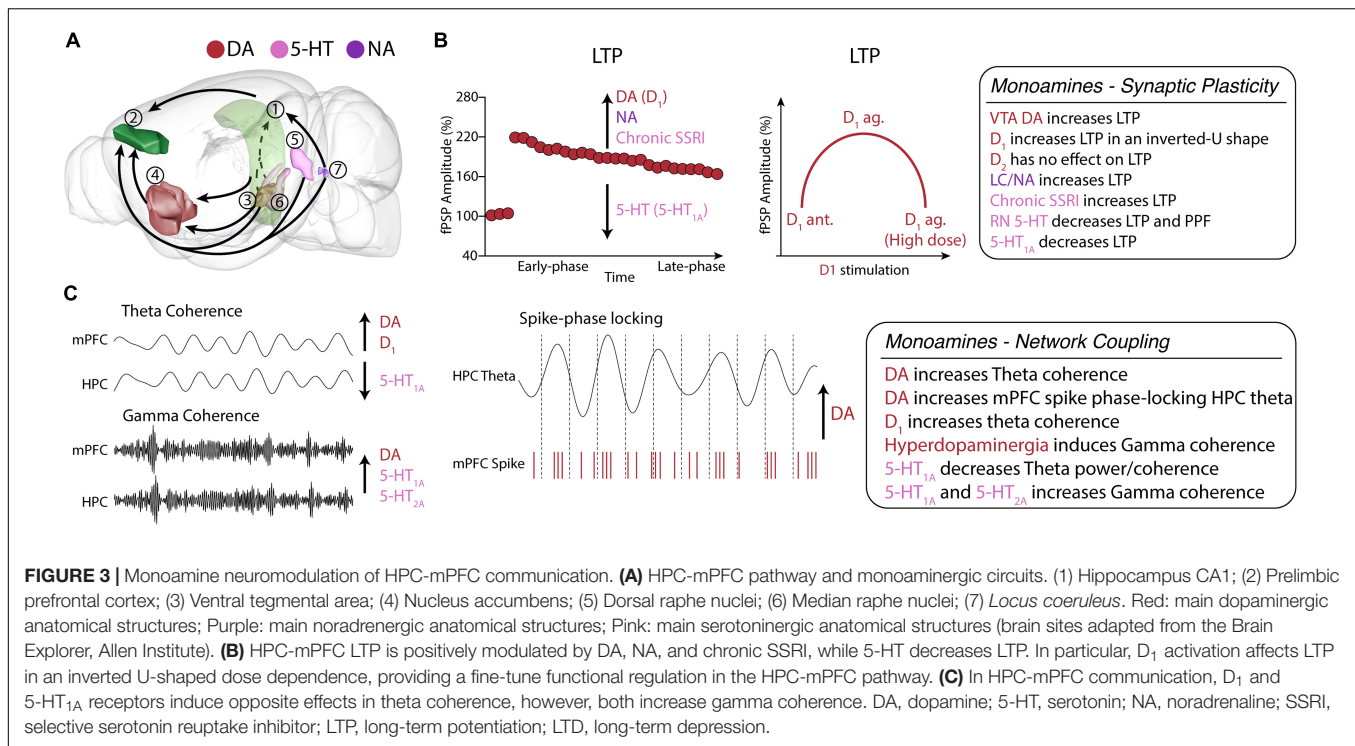 A
DA 5-HT NA
1
2
3
4
5
6
7
B
LTP
fPSP Amplitude (%)
280
220
160
100
40
DA (D1)
NA
Chronic SSRI
5-HT (5-HT1A)
Early-phase
Late-phase
Time
LTP
fPSP Amplitude (%)
D1 ag.
D1 ant.
D1 ag.
(High dose)
D1 stimulation
Monoamines - Synaptic Plasticity
VTA DA increases LTP
D1 increases LTP in an inverted-U shape
D2 has no effect on LTP
LC/NA increases LTP
Chronic SSRI increases LTP
RN 5-HT decreases LTP and PPF
5-HT1A decreases LTP
C
Theta Coherence
mPFC
HPC
DA
D1
5-HT1A
Gamma Coherence
mPFC
HPC
DA
5-HT1A
5-HT2A
Spike-phase locking
HPC Theta
mPFC Spike
DA
Monoamines - Network Coupling
DA increases Theta coherence
DA increases mPFC spike phase-locking HPC theta
D1 increases theta coherence
Hyperdopaminergia induces Gamma coherence
5-HT1A decreases Theta power/coherence
5-HT1A and 5-HT2A increases Gamma coherence
FIGURE 3 | Monoamine neuromodulation of HPC-mPFC communication. (A) HPC-mPFC pathway and monoaminergic circuits. (1) Hippocampus CA1; (2) Prelimbic
prefrontal cortex; (3) Ventral tegmental area; (4) Nucleus accumbens; (5) Dorsal raphe nuclei; (6) Median raphe nuclei; (7) Locus coeruleus. Red: main dopaminergic
anatomical structures; Purple: main noradrenergic anatomical structures; Pink: main serotoninergic anatomical structures (brain sites adapted from the Brain
Explorer, Allen Institute). (B) HPC-mPFC LTP is positively modulated by DA, NA, and chronic SSRI, while 5-HT decreases LTP. In particular, D1 activation affects LTP
in an inverted U-shaped dose dependence, providing a fine-tune functional regulation in the HPC-mPFC pathway. (C) In HPC-mPFC communication, D1 and
5-HT1A receptors induce opposite effects in theta coherence, however, both increase gamma coherence. DA, dopamine; 5-HT, serotonin; NA, noradrenaline; SSRI,
selective serotonin reuptake inhibitor; LTP, long-term potentiation; LTD, long-term depression.